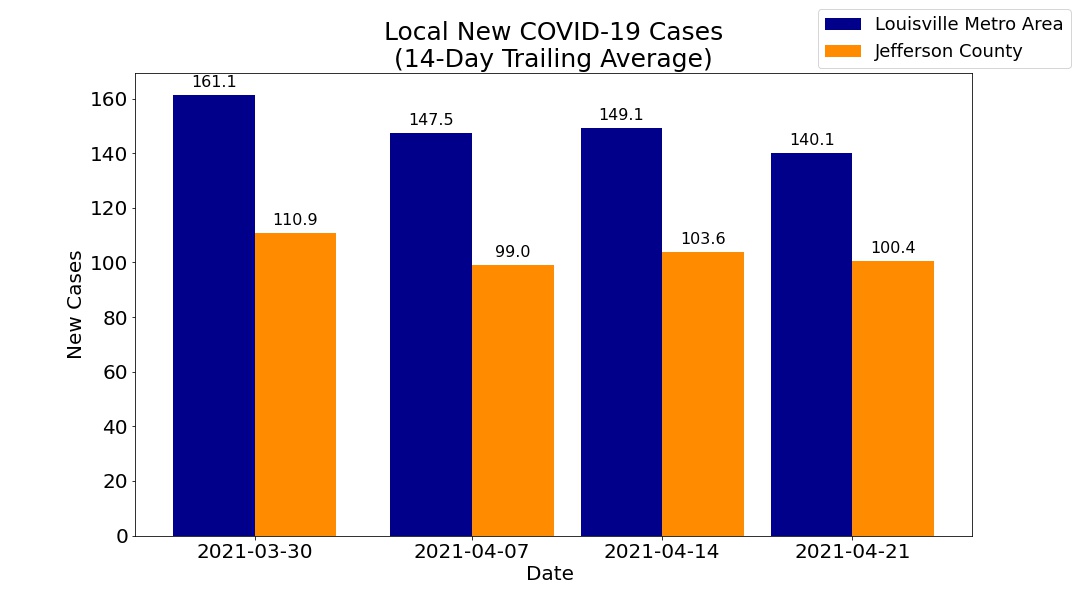 Local New COVID-19 Cases
(14-Day Trailing Average)
Louisville Metro Area
Jefferson County
New Cases
160
140
120
100
80
60
40
20
0
161.1
110.9
147.5
99.0
149.1
103.6
140.1
100.4
2021-03-30 2021-04-07 2021-04-14 2021-04-21
Date